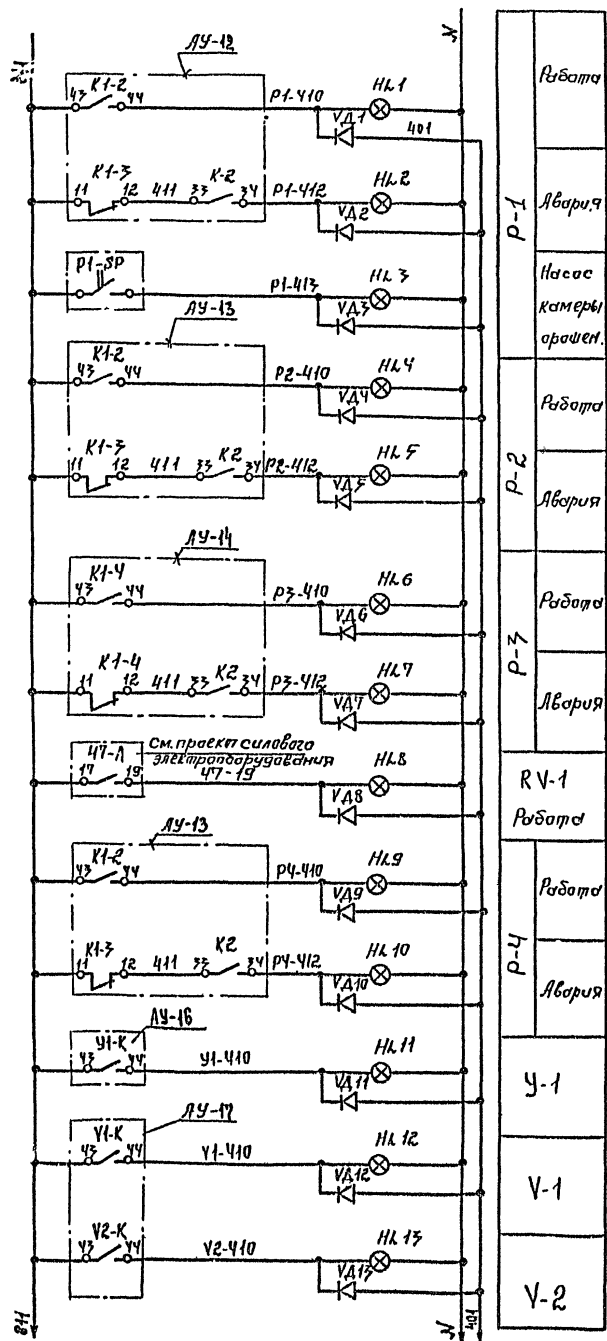 ЛУ-12
N
К1-2
43 44
Р1-410
HL1
VД1
401
Работа
К1-3
11 12 411 33 К-2 34
Р1-412
HL2
VД2
Авария
Р-1
Р1-SP
Р1-413
HL3
VД3
Насос
камеры
орошен.
ЛУ-13
К1-2
43 44
Р2-410
HL4
VД4
Работа
К1-3
11 12 411 33 К2 34
Р2-412
HL5
VД5
Авария
Р-2
ЛУ-14
К1-4
43 44
Р3-410
HL6
VД6
Работа
К1-4
11 12 411 33 К2 34
Р3-412
HL7
VД7
Авария
Р-3
47-Л
17 19
См. проект силового
электрооборудования
47-19
HL8
VД8
RV-1
Работа
ЛУ-13
К1-2
43 44
Р4-410
HL9
VД9
Работа
К1-3
11 12 411 33 К2 34
Р4-412
HL10
VД10
Авария
Р-4
ЛУ-16
У1-К
43 44
У1-410
HL11
VД11
У-1
ЛУ-17
V1-К
43 44
V1-410
HL12
VД12
V-1
V2-К
43 44
V2-410
HL13
VД13
V-2
811
N
401